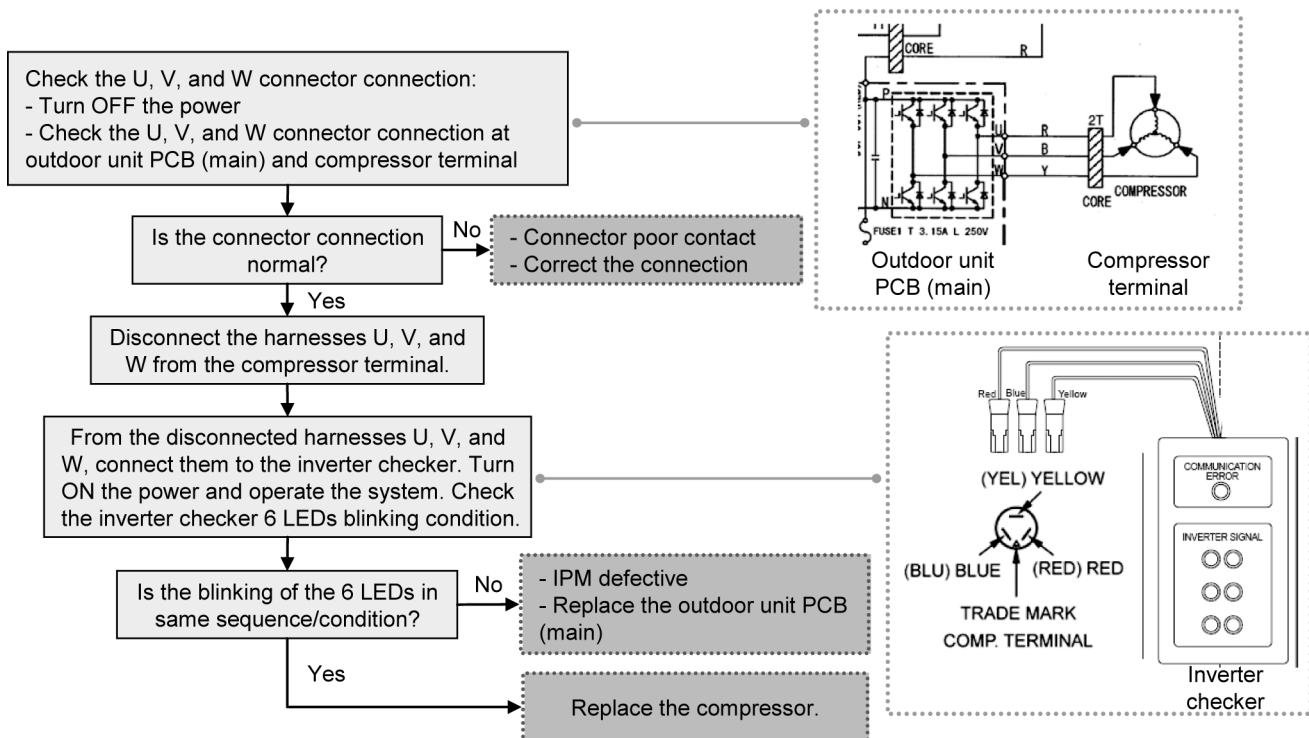 Check the U, V, and W connector connection:
- Turn OFF the power
- Check the U, V, and W connector connection at
outdoor unit PCB (main) and compressor terminal
Is the connector connection
normal?
No
- Connector poor contact
- Correct the connection
Yes
Disconnect the harnesses U, V, and
W from the compressor terminal.
From the disconnected harnesses U, V, and
W, connect them to the inverter checker. Turn
ON the power and operate the system. Check
the inverter checker 6 LEDs blinking condition.
Is the blinking of the 6 LEDs in
same sequence/condition?
No
- IPM defective
- Replace the outdoor unit PCB
(main)
Yes
Replace the compressor.
CORE
R
P
U
R
2T
V
B
W
Y
N
CORE
COMPRESSOR
FUSE1 T 3.15A L 250V
Outdoor unit
PCB (main)
Compressor
terminal
Red
Blue
Yellow
(YEL) YELLOW
(BLU) BLUE
(RED) RED
TRADE MARK
COMP. TERMINAL
COMMUNICATION
ERROR
INVERTER SIGNAL
Inverter
checker